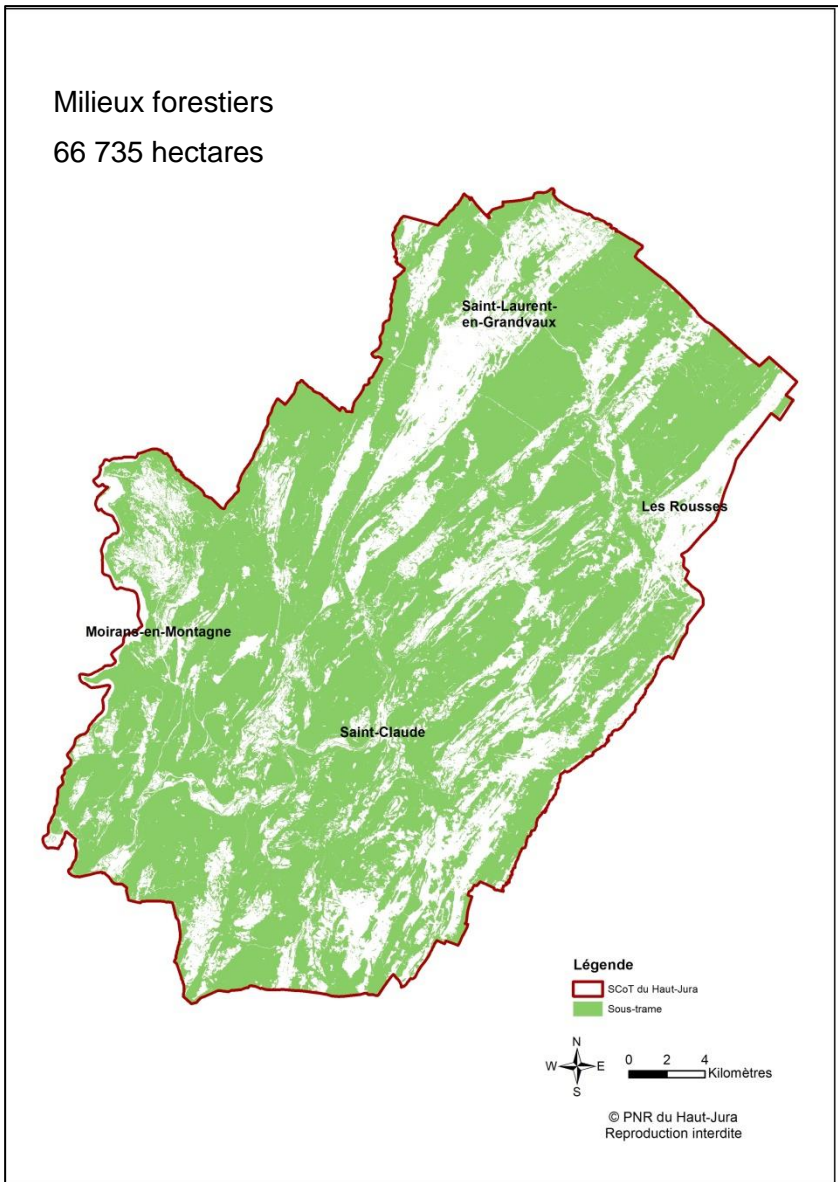 Milieux forestiers
66 735 hectares
Saint-Laurent-
en-Grandvaux
Les Rousses
Moirans-en-Montagne
Saint-Claude
Légende
SCoT du Haut-Jura
Sous-trame
N
W E
S
0 2 4
Kilomètres
© PNR du Haut-Jura
Reproduction interdite